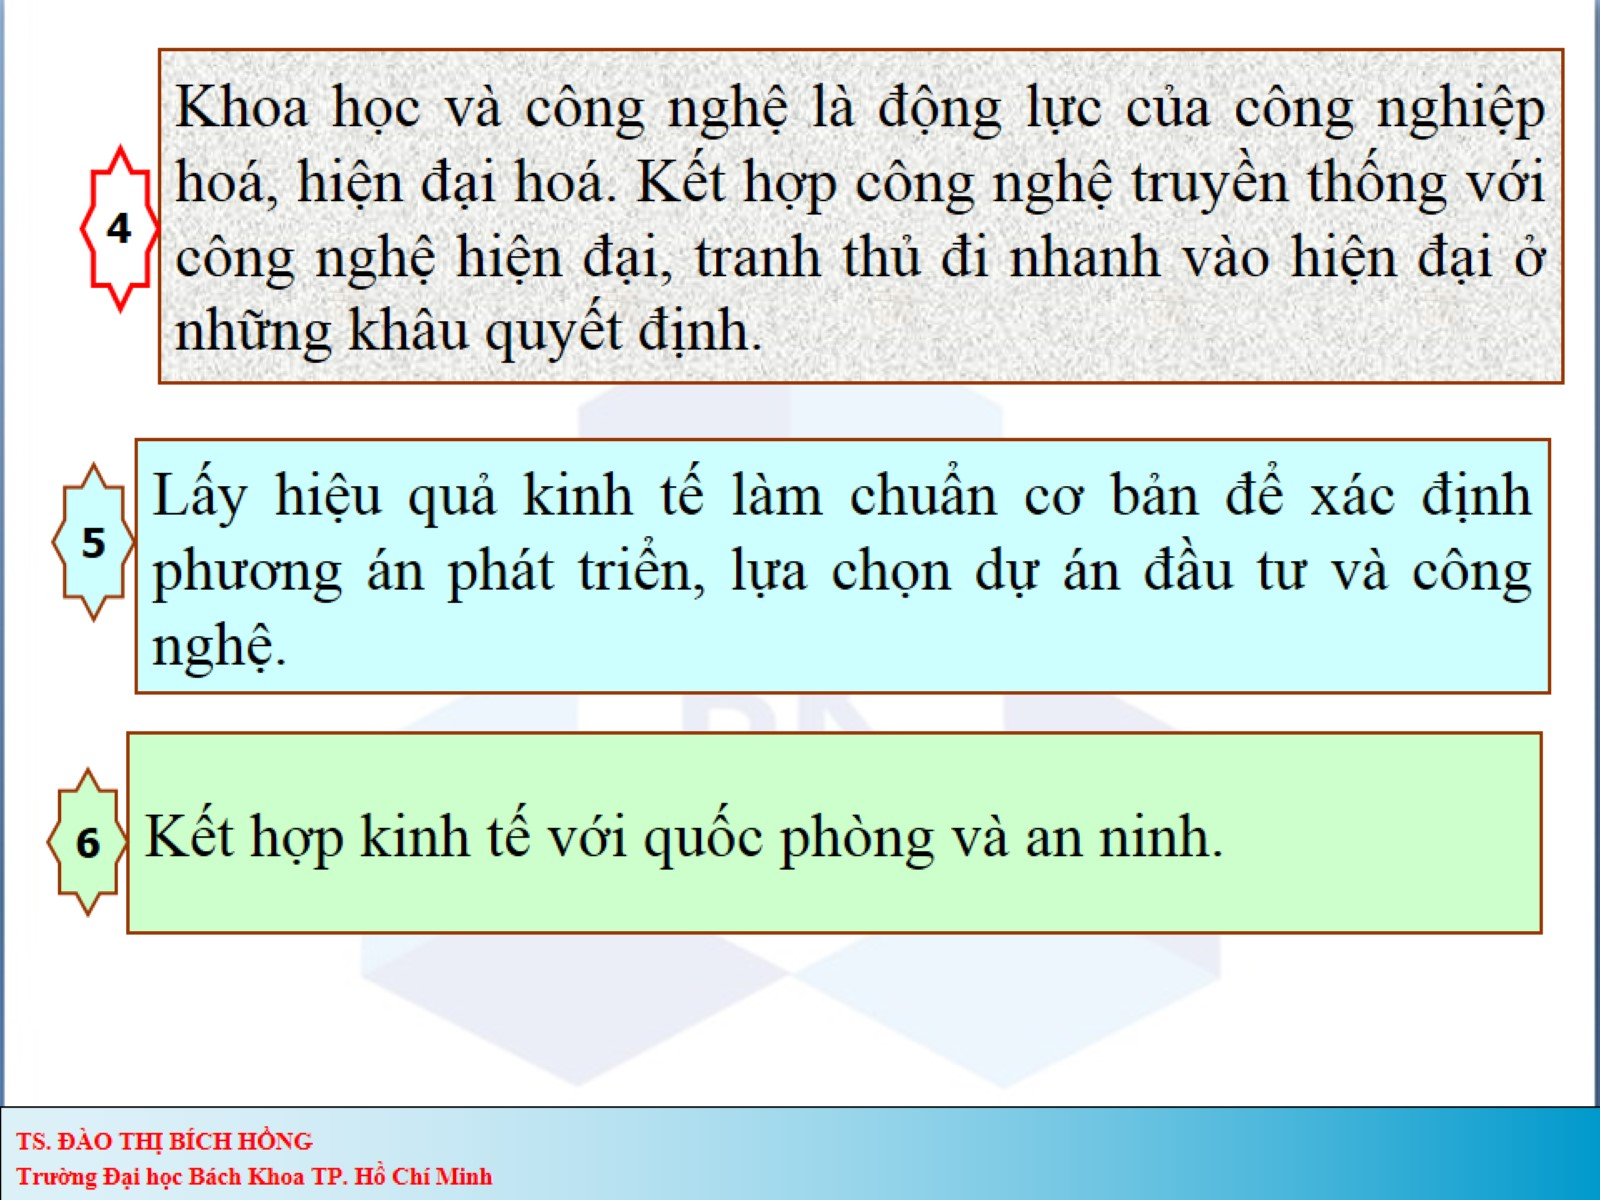 Khoa học và công nghệ là động lực của công nghiệp
hoá, hiện đại hoá. Kết hợp công nghệ truyền thống với
công nghệ hiện đại, tranh thủ đi nhanh vào hiện đại ở
những khâu quyết định.
4
Lấy hiệu quả kinh tế làm chuẩn cơ bản để xác định
phương án phát triển, lựa chọn dự án đầu tư và công
nghệ.
5
6
Kết hợp kinh tế với quốc phòng và an ninh.
TS. ĐÀO THỊ BÍCH HỒNG
Trường Đại học Bách Khoa TP. Hồ Chí Minh